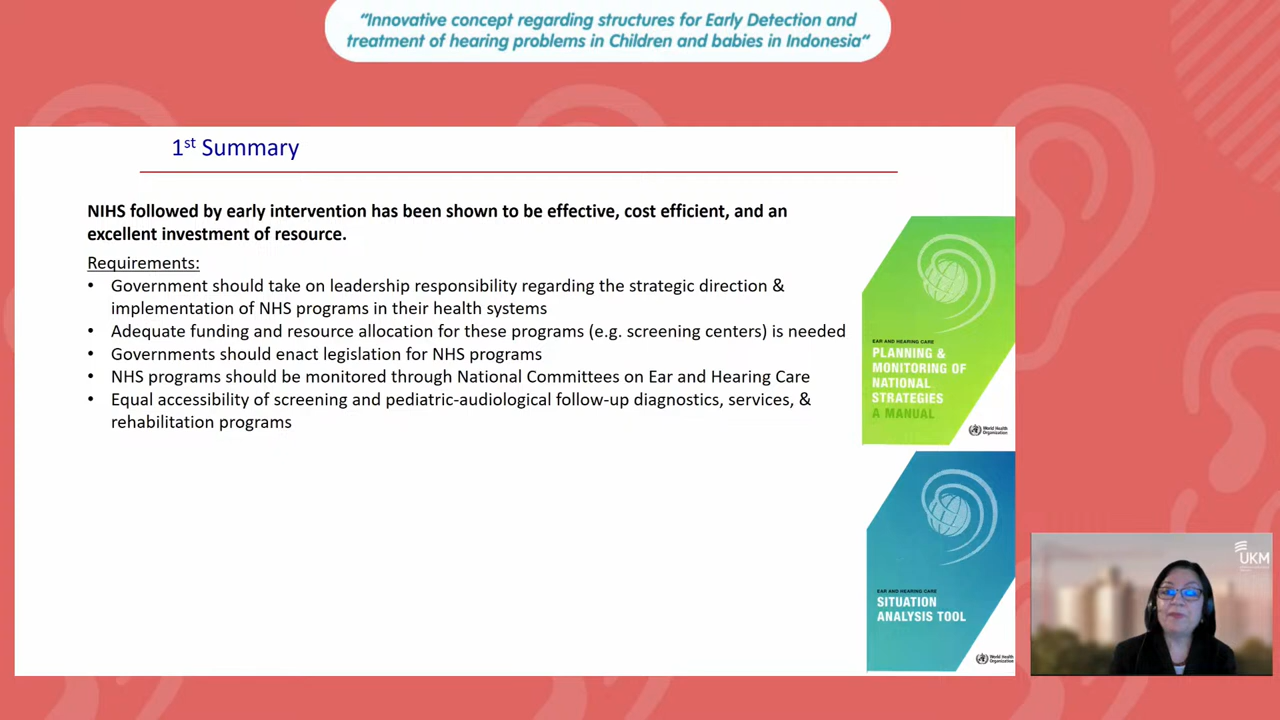 "Innovative concept regarding structures for Early Detection and
treatment of hearing problems in Children and babies in Indonesia"
1st Summary
NIHS followed by early intervention has been shown to be effective, cost efficient, and an
excellent investment of resource.
Requirements:
• Government should take on leadership responsibility regarding the strategic direction &
implementation of NHS programs in their health systems
• Adequate funding and resource allocation for these programs (e.g. screening centers) is needed
• Governments should enact legislation for NHS programs
• NHS programs should be monitored through National Committees on Ear and Hearing Care
• Equal accessibility of screening and pediatric-audiological follow-up diagnostics, services, &
rehabilitation programs
EAR AND HEARING CARE
PLANNING &
MONITORING OF
NATIONAL
STRATEGIES
A MANUAL
World Health
Organization
EAR AND HEARING CARE
SITUATION
ANALYSIS TOOL
World Health
Organization
UKM